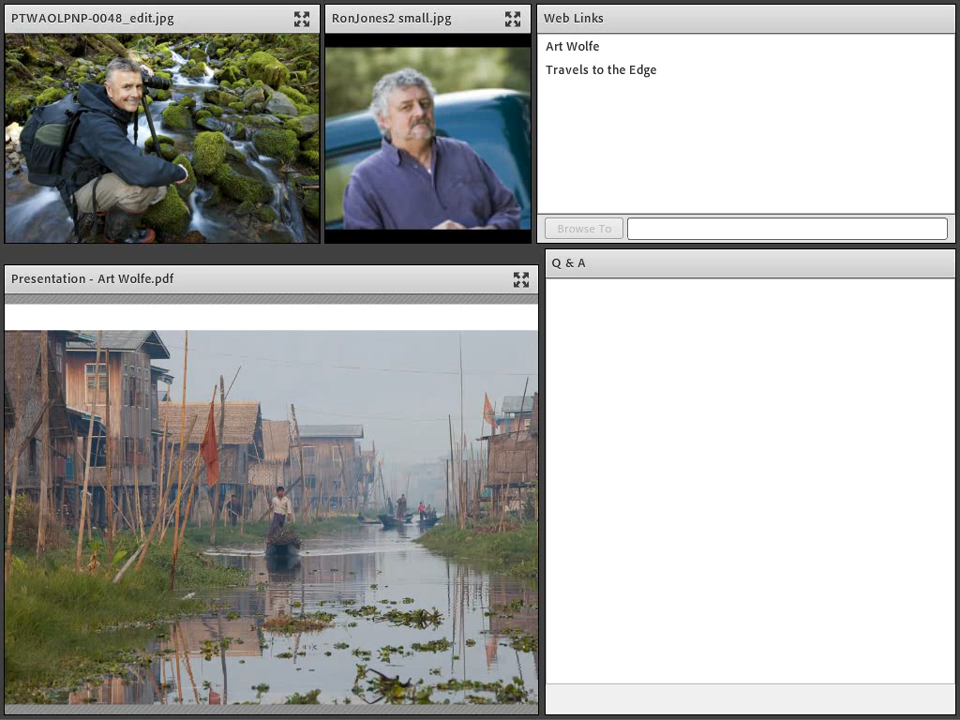 PTWAOLPNP-0048_edit.jpg
RonJones2 small.jpg
Web Links
Art Wolfe
Travels to the Edge
Browse To
Q & A
Presentation - Art Wolfe.pdf